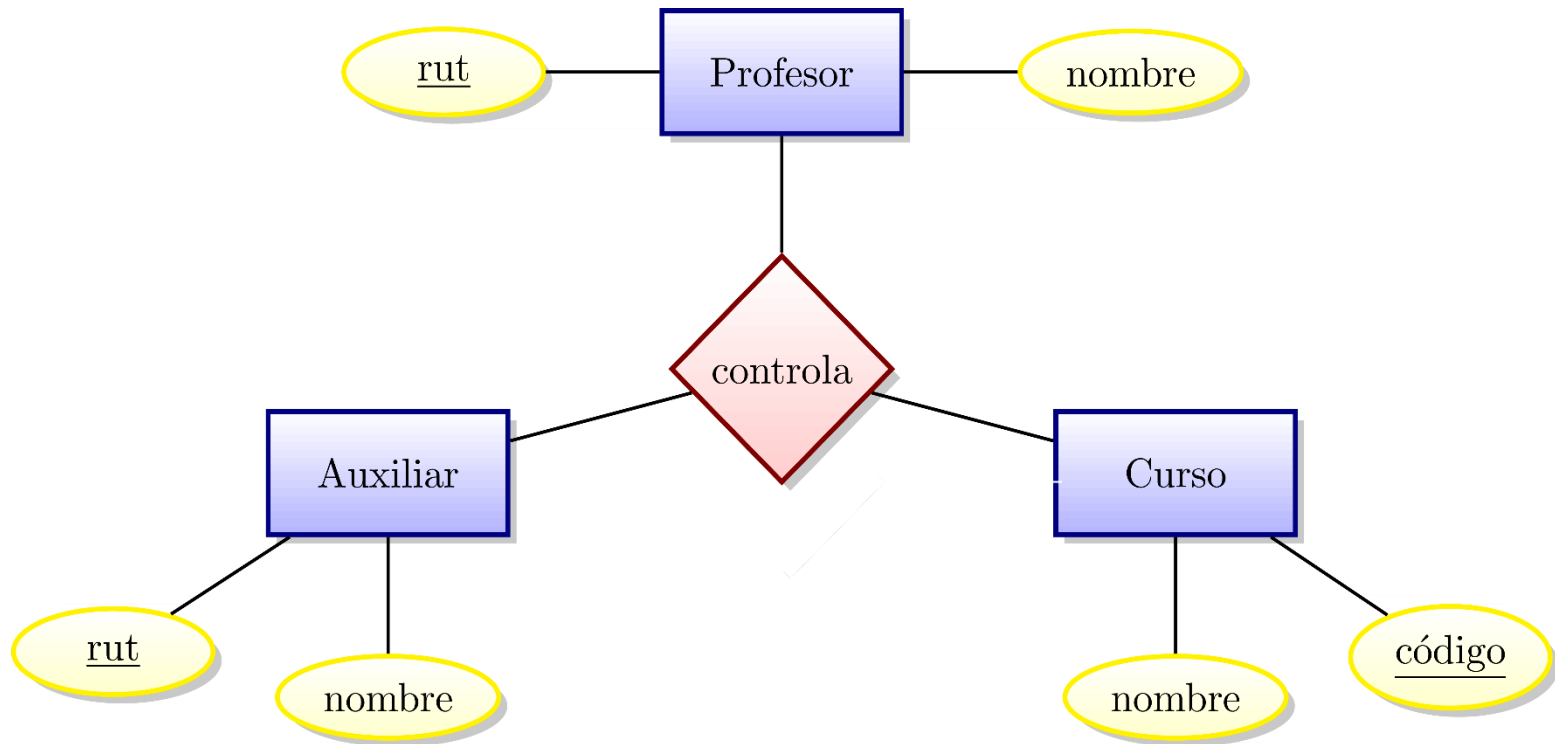 rut
Profesor
nombre
controla
Auxiliar
Curso
rut
nombre
nombre
código